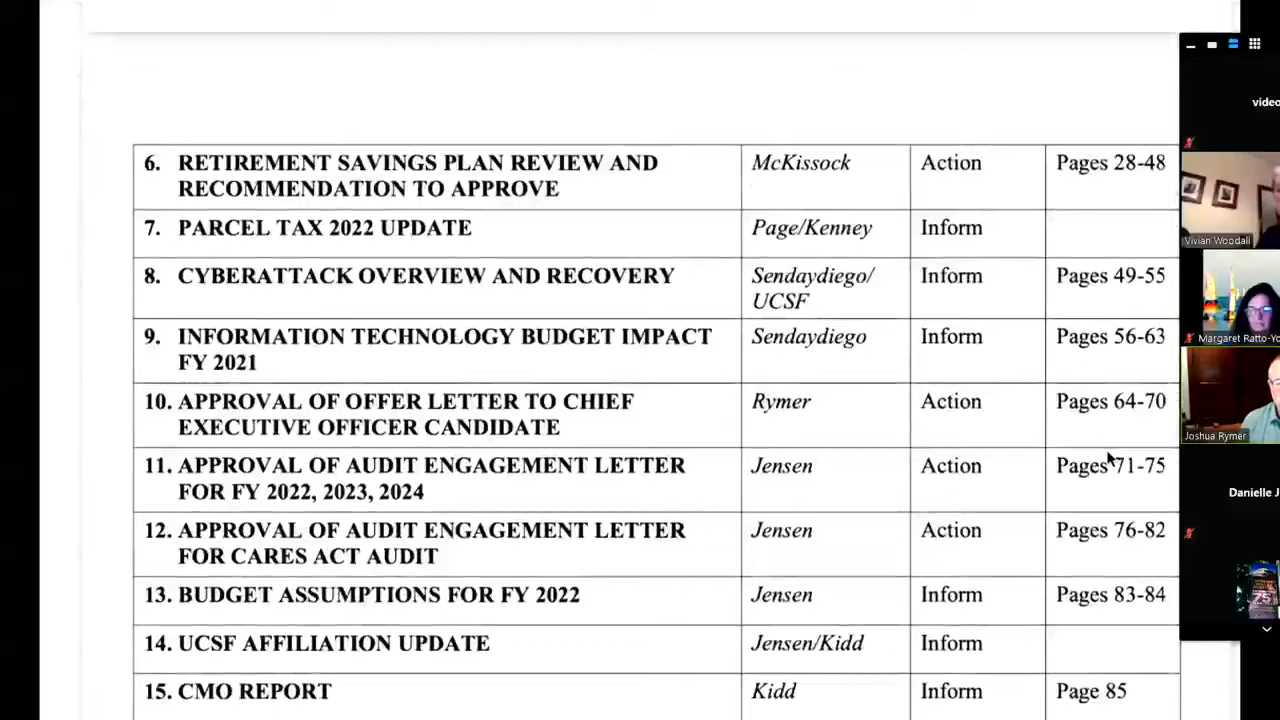 6. RETIREMENT SAVINGS PLAN REVIEW AND McKissock Action Pages 28-48
RECOMMENDATION TO APPROVE
7. PARCEL TAX 2022 UPDATE Page/Kenney Inform
8. CYBERATTACK OVERVIEW AND RECOVERY Sendaydiego/ Inform Pages 49-55
UCSF
9. INFORMATION TECHNOLOGY BUDGET IMPACT Sendaydiego Inform Pages 56-63
FY 2021
10. APPROVAL OF OFFER LETTER TO CHIEF Rymer Action Pages 64-70
EXECUTIVE OFFICER CANDIDATE
11. APPROVAL OF AUDIT ENGAGEMENT LETTER Jensen Action Pages 71-75
FOR FY 2022, 2023, 2024
12. APPROVAL OF AUDIT ENGAGEMENT LETTER Jensen Action Pages 76-82
FOR CARES ACT AUDIT
13. BUDGET ASSUMPTIONS FOR FY 2022 Jensen Inform Pages 83-84
14. UCSF AFFILIATION UPDATE Jensen/Kidd Inform
15. CMO REPORT Kidd Inform Page 85
video
Vivian Woodall
Margaret Ratto-Yo
Joshua Rymer
Danielle J
75